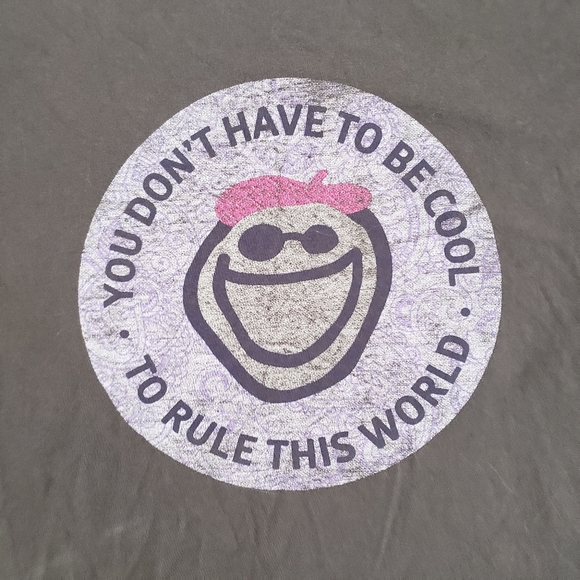 YOU DON'T HAVE TO BE COOL
• TO RULE THIS WORLD •